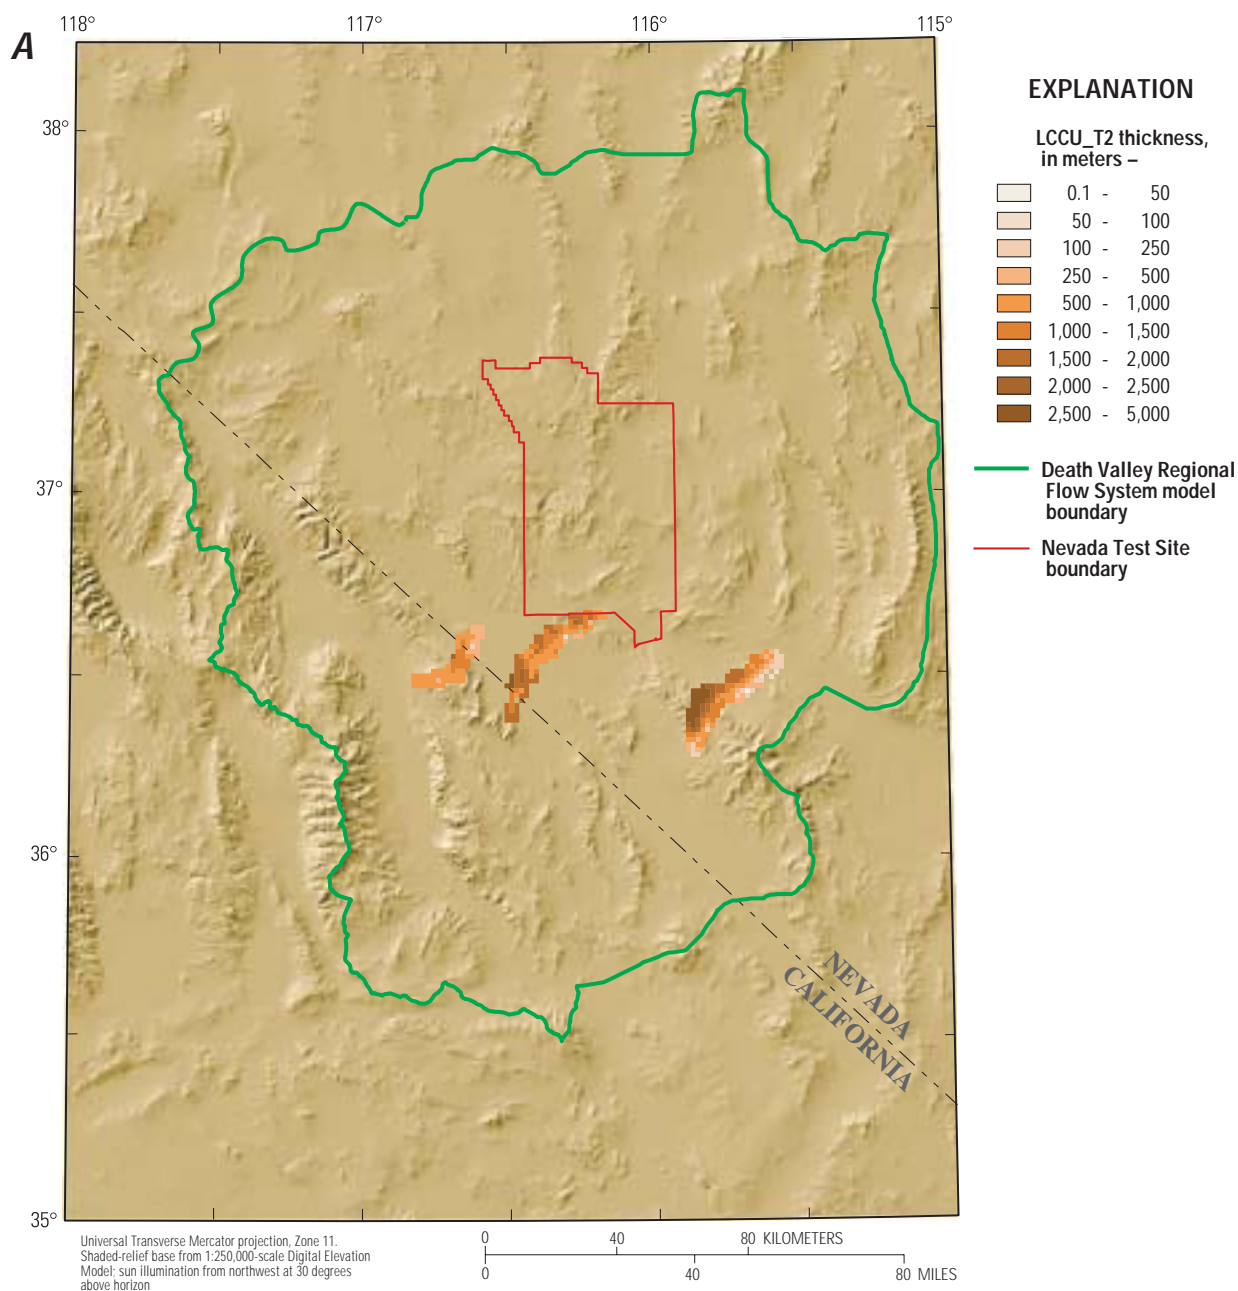 A
118°
117°
116°
115°
38°
37°
36°
35°
EXPLANATION
LCCU_T2 thickness,
in meters –
0.1 - 50
50 - 100
100 - 250
250 - 500
500 - 1,000
1,000 - 1,500
1,500 - 2,000
2,000 - 2,500
2,500 - 5,000
Death Valley Regional
Flow System model
boundary
Nevada Test Site
boundary
NEVADA
CALIFORNIA
Universal Transverse Mercator projection, Zone 11.
Shaded-relief base from 1:250,000-scale Digital Elevation
Model; sun illumination from northwest at 30 degrees
above horizon
0 40 80 KILOMETERS
0 40 80 MILES